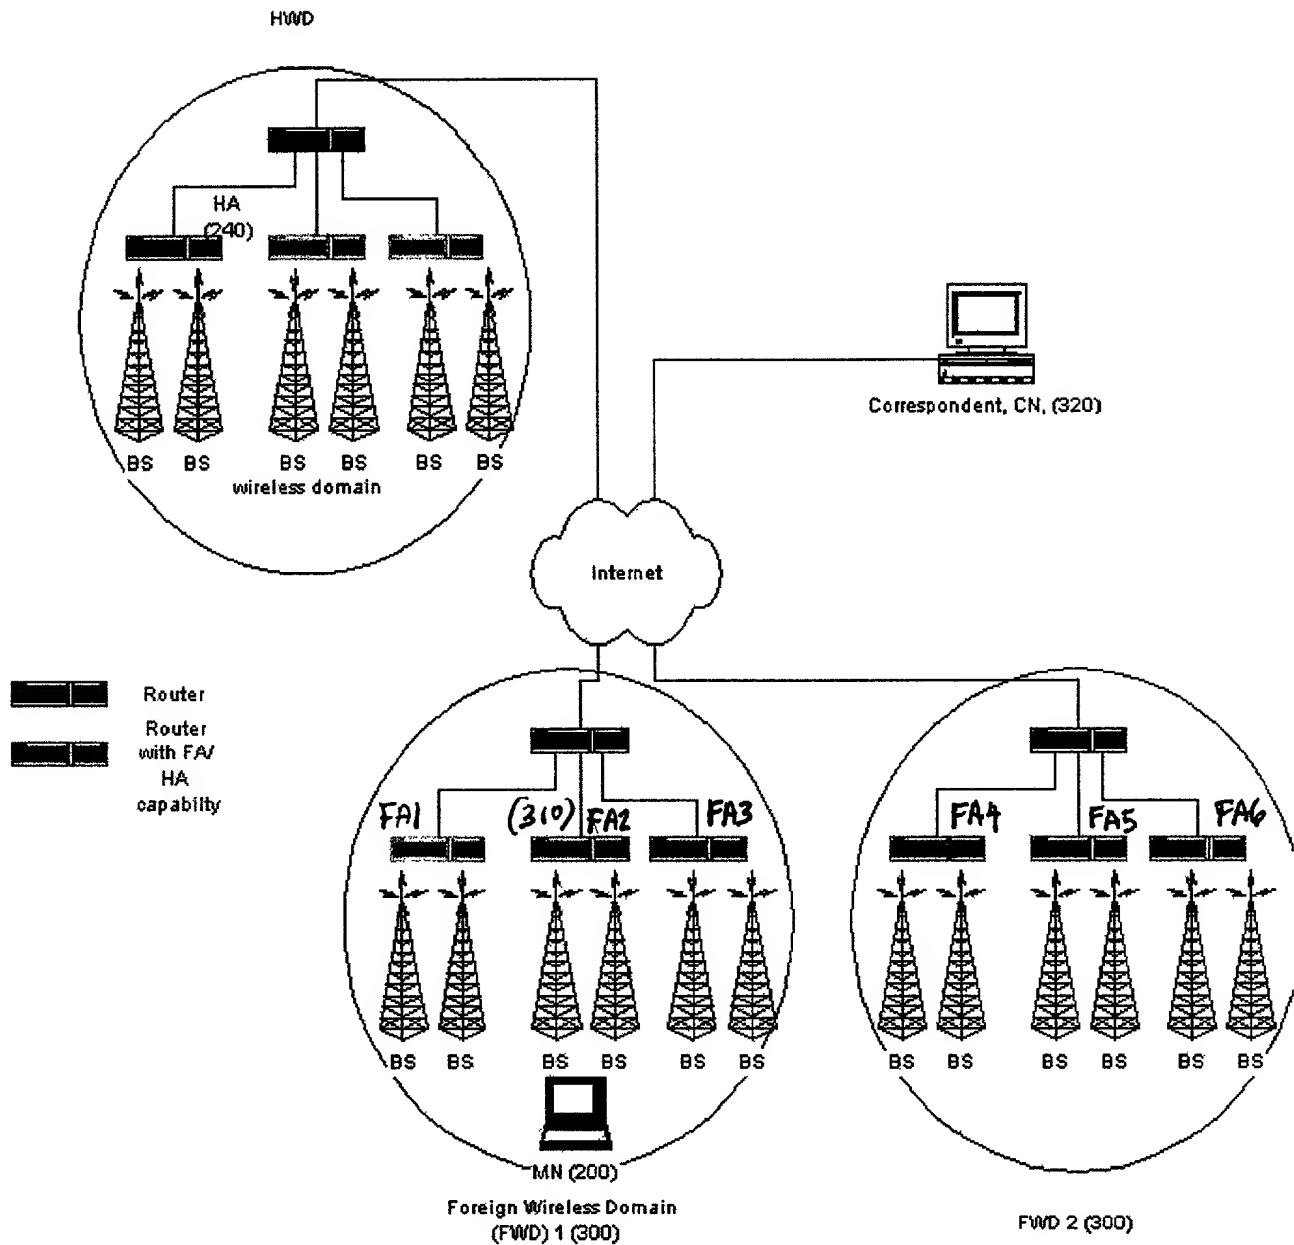 HWD
HA
(240)
BS BS BS BS BS BS
wireless domain
Correspondent, CN, (320)
Internet
Router
Router
with FA/
HA
capabilty
FA1 (310) FA2 FA3
FA4 FA5 FA6
BS BS BS BS BS BS
BS BS BS BS BS BS
MN (200)
Foreign Wireless Domain
(FWD) 1 (300)
FWD 2 (300)